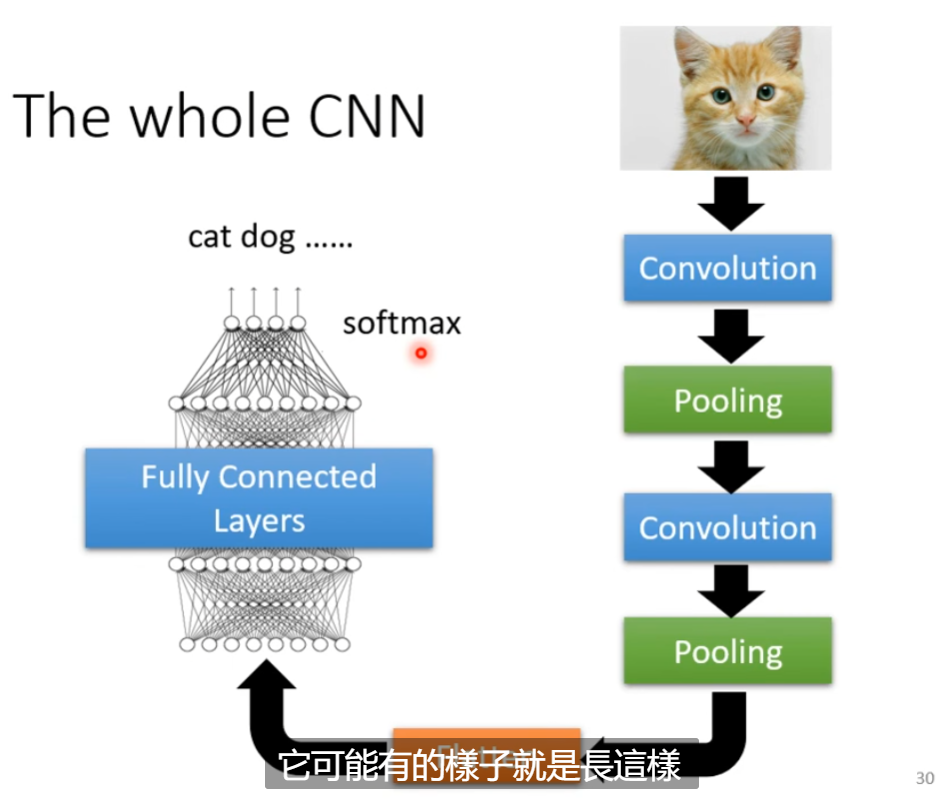 The whole CNN
cat dog ……
softmax
Fully Connected
Layers
Convolution
Pooling
Convolution
Pooling
它可能有的樣子就是長這樣
30